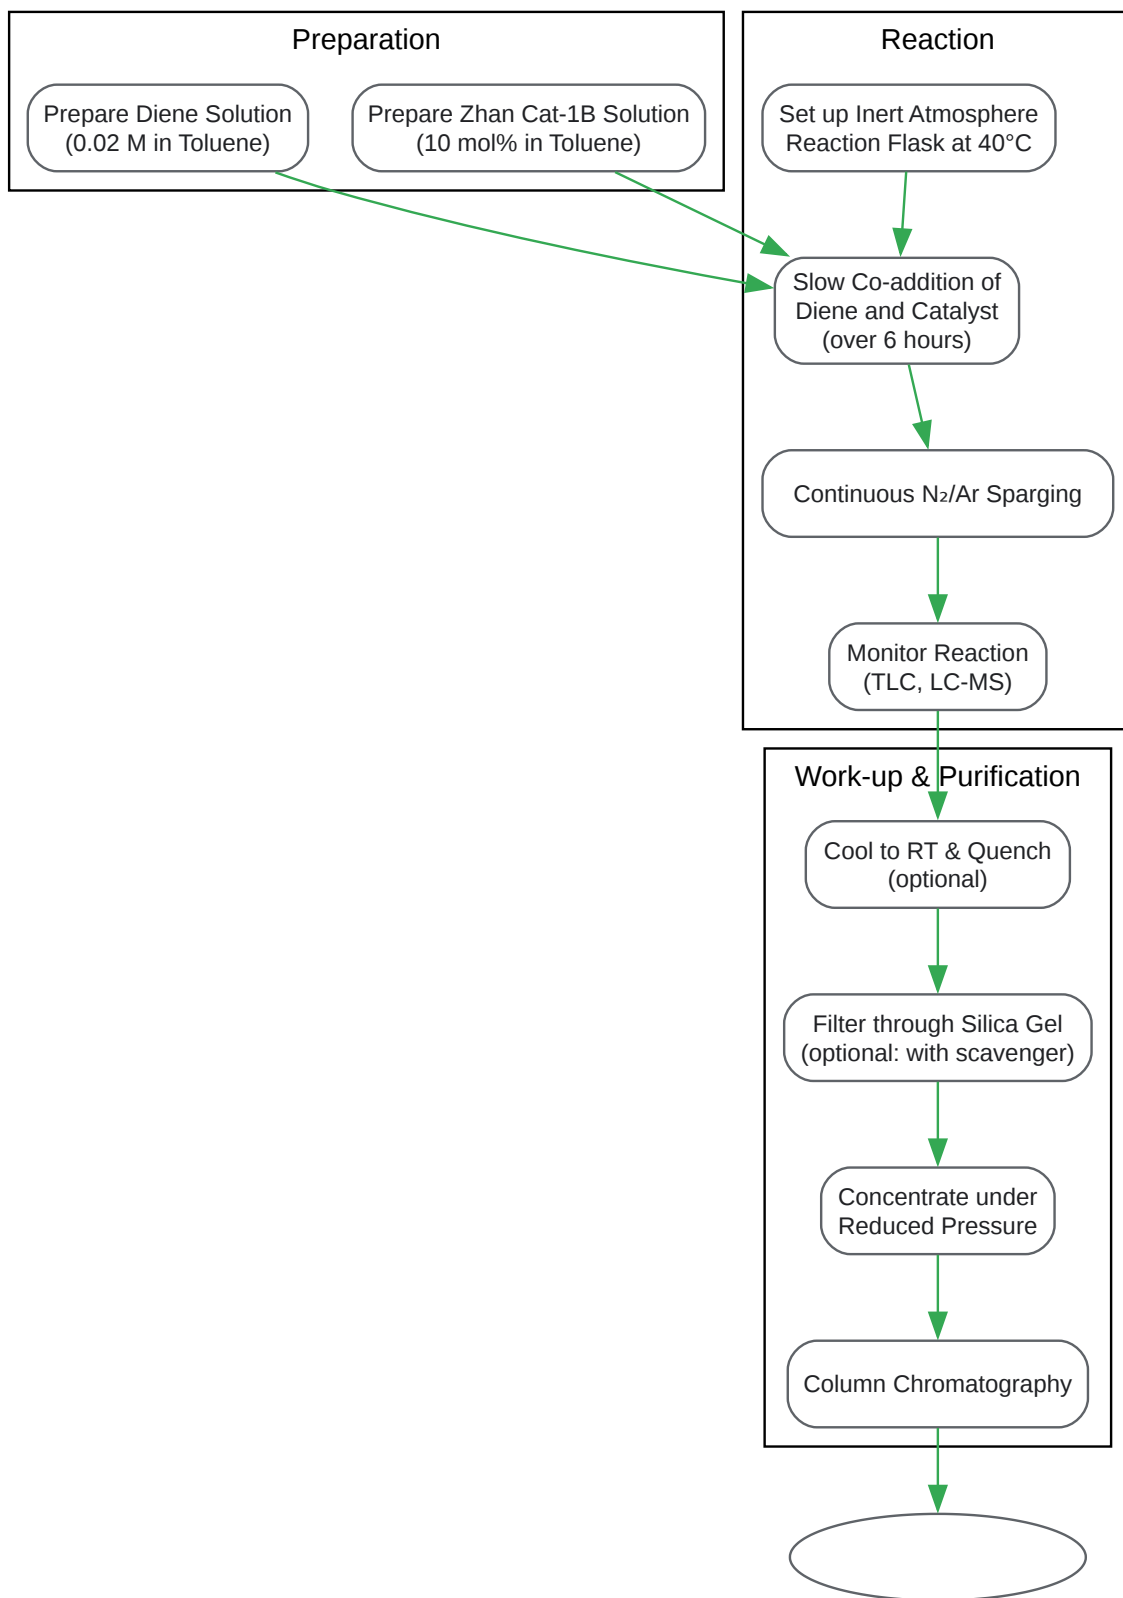 Preparation
Prepare Diene Solution
(0.02 M in Toluene)
Prepare Zhan Cat-1B Solution
(10 mol% in Toluene)
Reaction
Set up Inert Atmosphere
Reaction Flask at 40°C
Slow Co-addition of
Diene and Catalyst
(over 6 hours)
Continuous N₂/Ar Sparging
Monitor Reaction
(TLC, LC-MS)
Work-up & Purification
Cool to RT & Quench
(optional)
Filter through Silica Gel
(optional: with scavenger)
Concentrate under
Reduced Pressure
Column Chromatography